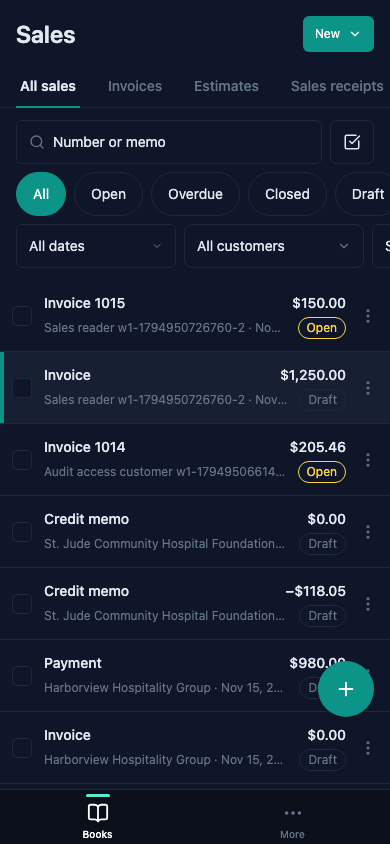 Sales
New
All sales Invoices Estimates Sales receipts
Number or memo
All Open Overdue Closed Draft
All dates All customers S
Invoice 1015 $150.00
Sales reader w1-1794950726760-2 · No... Open
Invoice $1,250.00
Sales reader w1-1794950726760-2 · Nov... Draft
Invoice 1014 $205.46
Audit access customer w1-17949506614... Open
Credit memo $0.00
St. Jude Community Hospital Foundation... Draft
Credit memo −$118.05
St. Jude Community Hospital Foundation... Draft
Payment $980.00
Harborview Hospitality Group · Nov 15, 2...
Invoice $0.00
Harborview Hospitality Group · Nov 15, 2... Draft
Books More